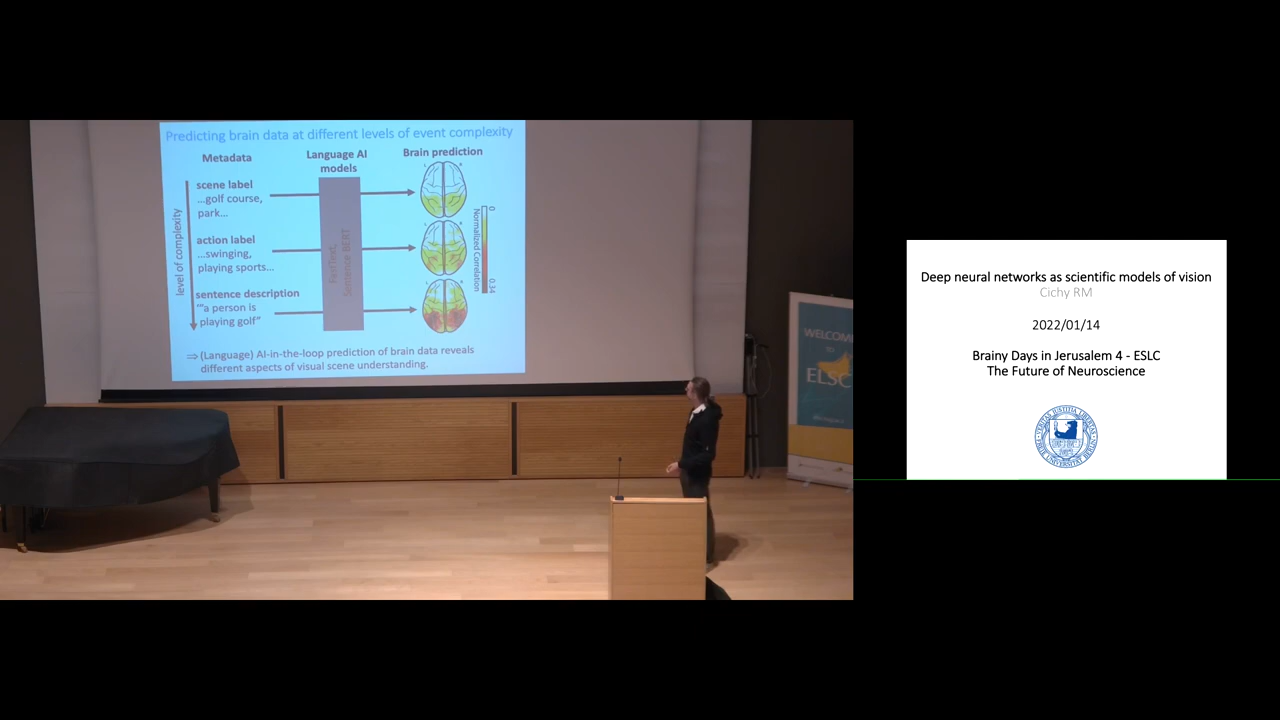 Predicting brain data at different levels of event complexity
Metadata
Language AI
models
Brain prediction
level of complexity
scene label
...golf course,
park...
action label
...swinging,
playing sports...
sentence description
"“a person is
playing golf”
Sentence BERT
0
Normalized Correlation
0.34
⇒ (Language) AI-in-the-loop prediction of brain data reveals
different aspects of visual scene understanding.
WELCOME
TO
ELSC
Deep neural networks as scientific models of vision
Cichy RM
2022/01/14
Brainy Days in Jerusalem 4 - ESLC
The Future of Neuroscience